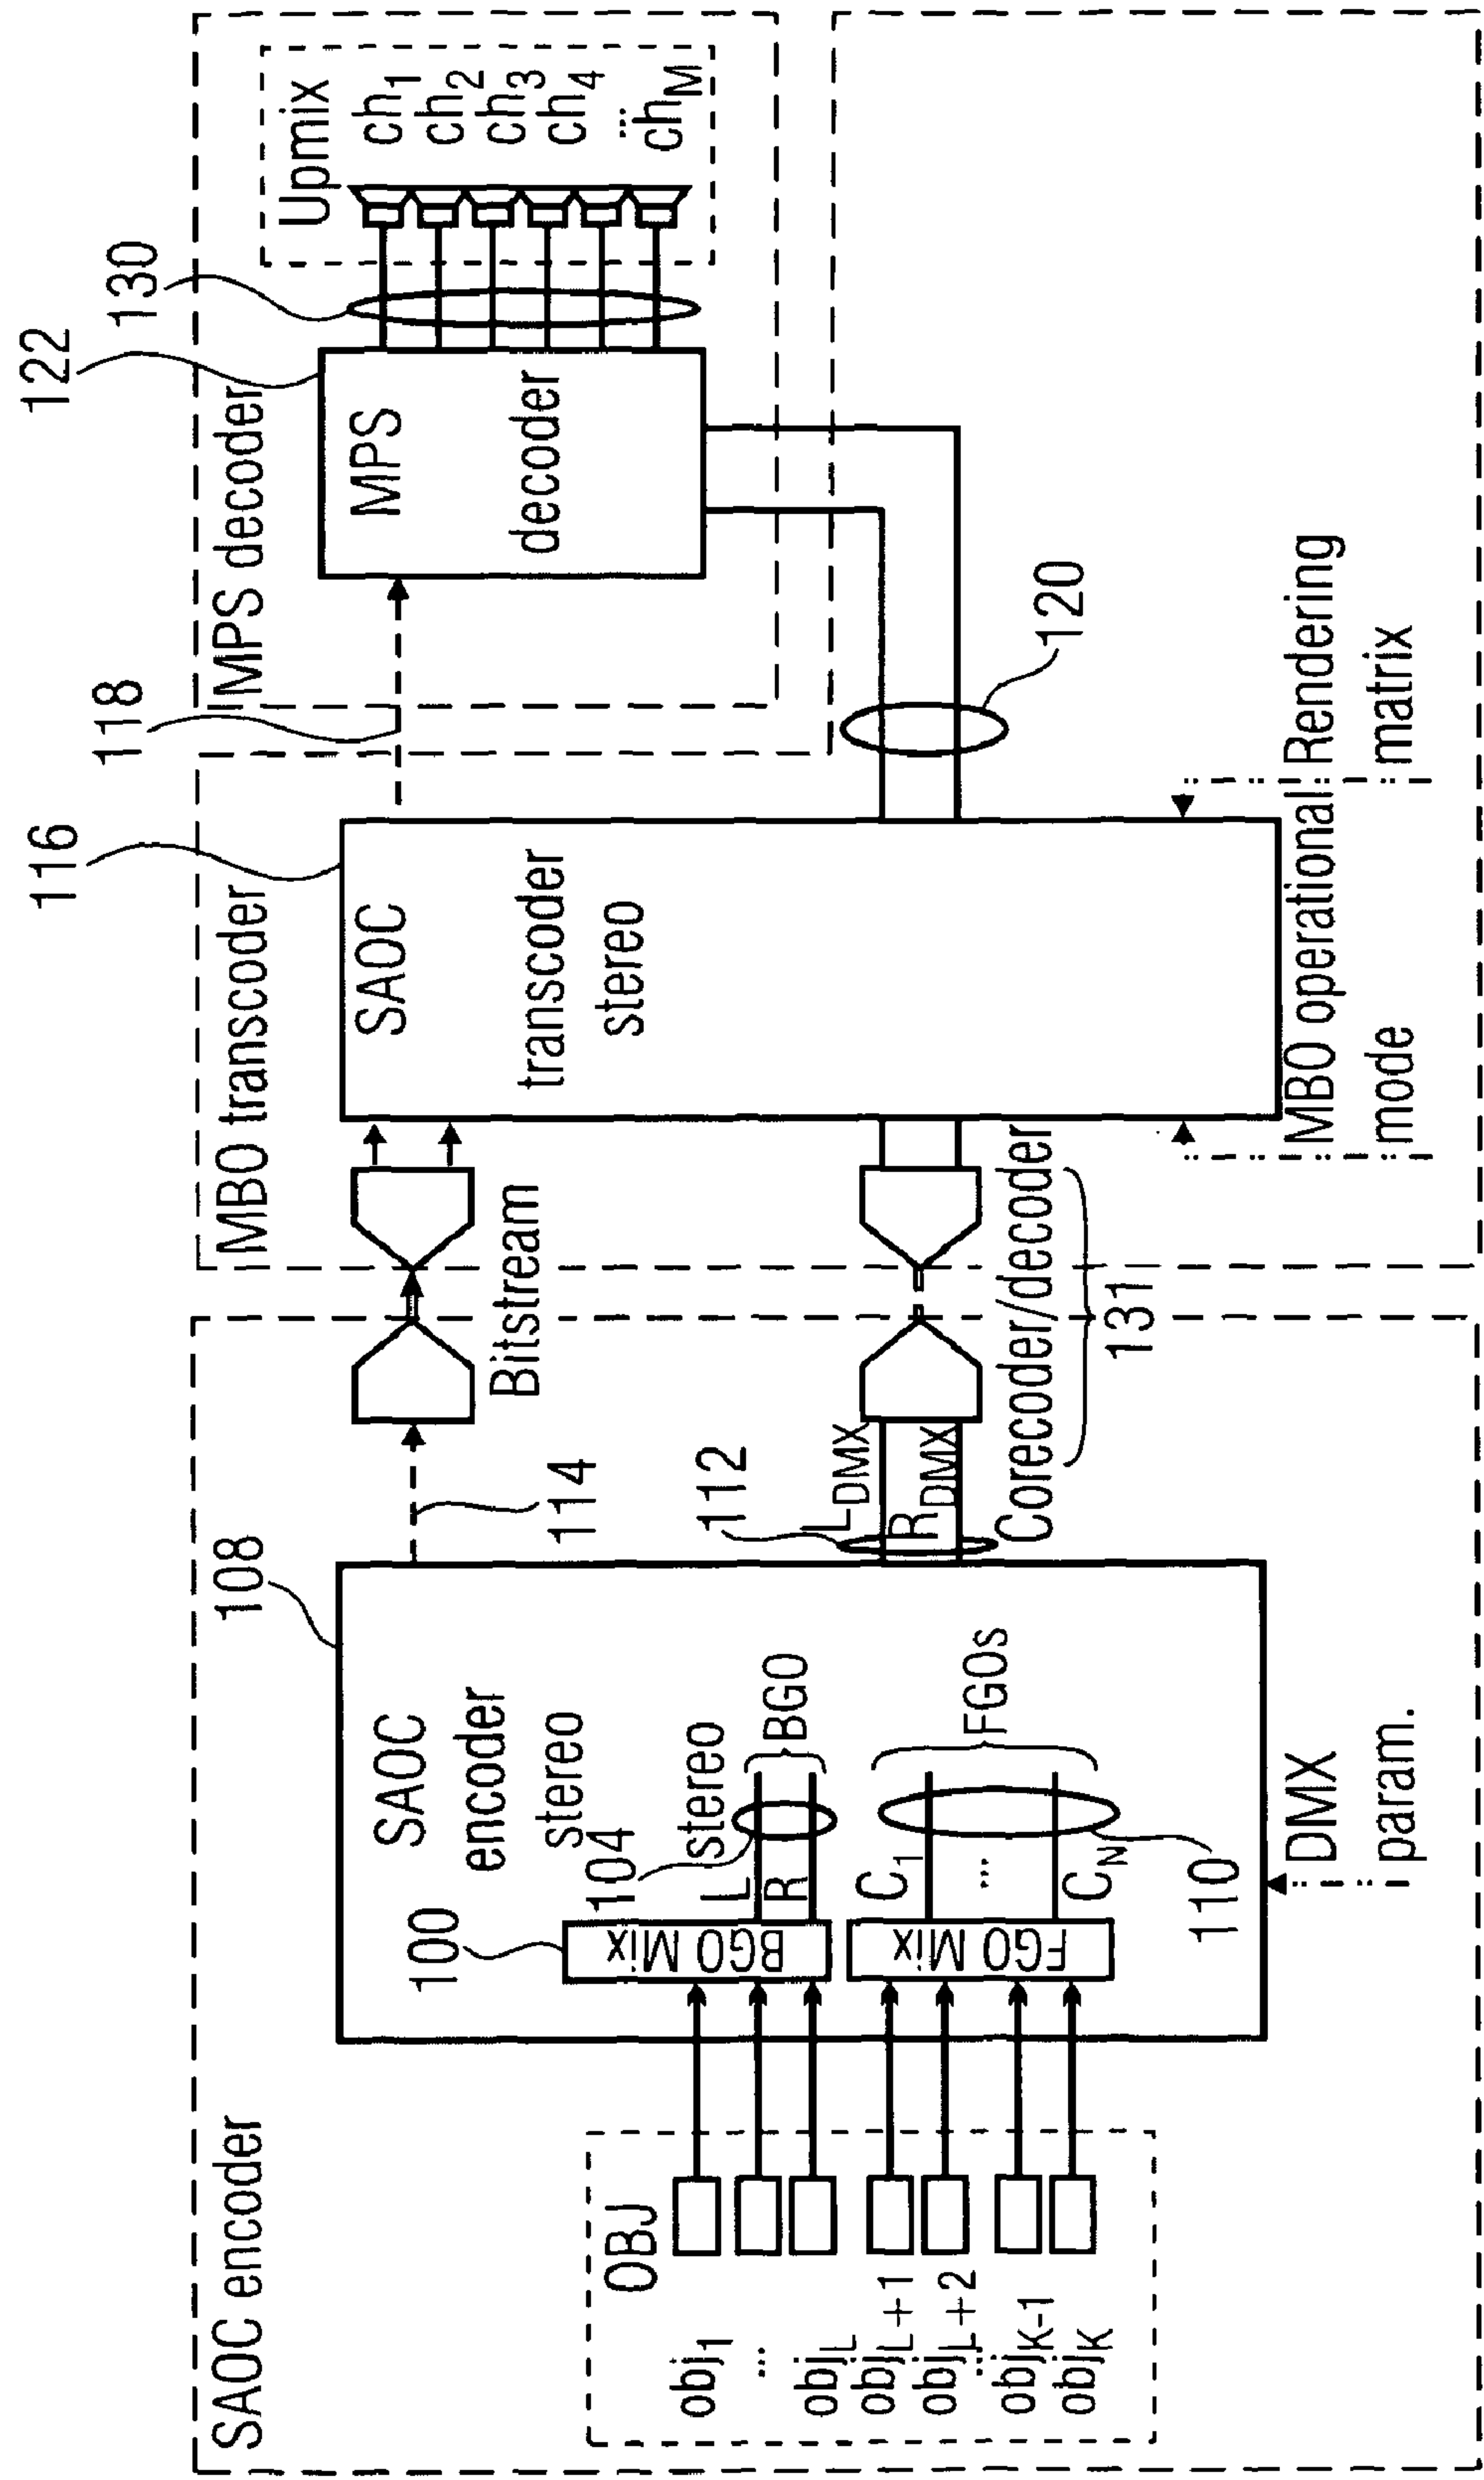 SAOC encoder
OBJ
obj1
...
objL
objL+1
objL+2
...
objK-1
objK
108
SAOC
encoder
stereo
100
104
stereo
BGO Mix
L
R
BGO
FGO Mix
C1
...
CN
FGOs
110
DMX
param.
114
112
LDMX
RDMX
Bitstream
Corecoder/decoder
131
MBO transcoder
116
SAOC
transcoder
stereo
MBO operational
mode
Rendering
matrix
118
120
MPS decoder
122
MPS
decoder
130
Upmix
ch1
ch2
ch3
ch4
...
chM